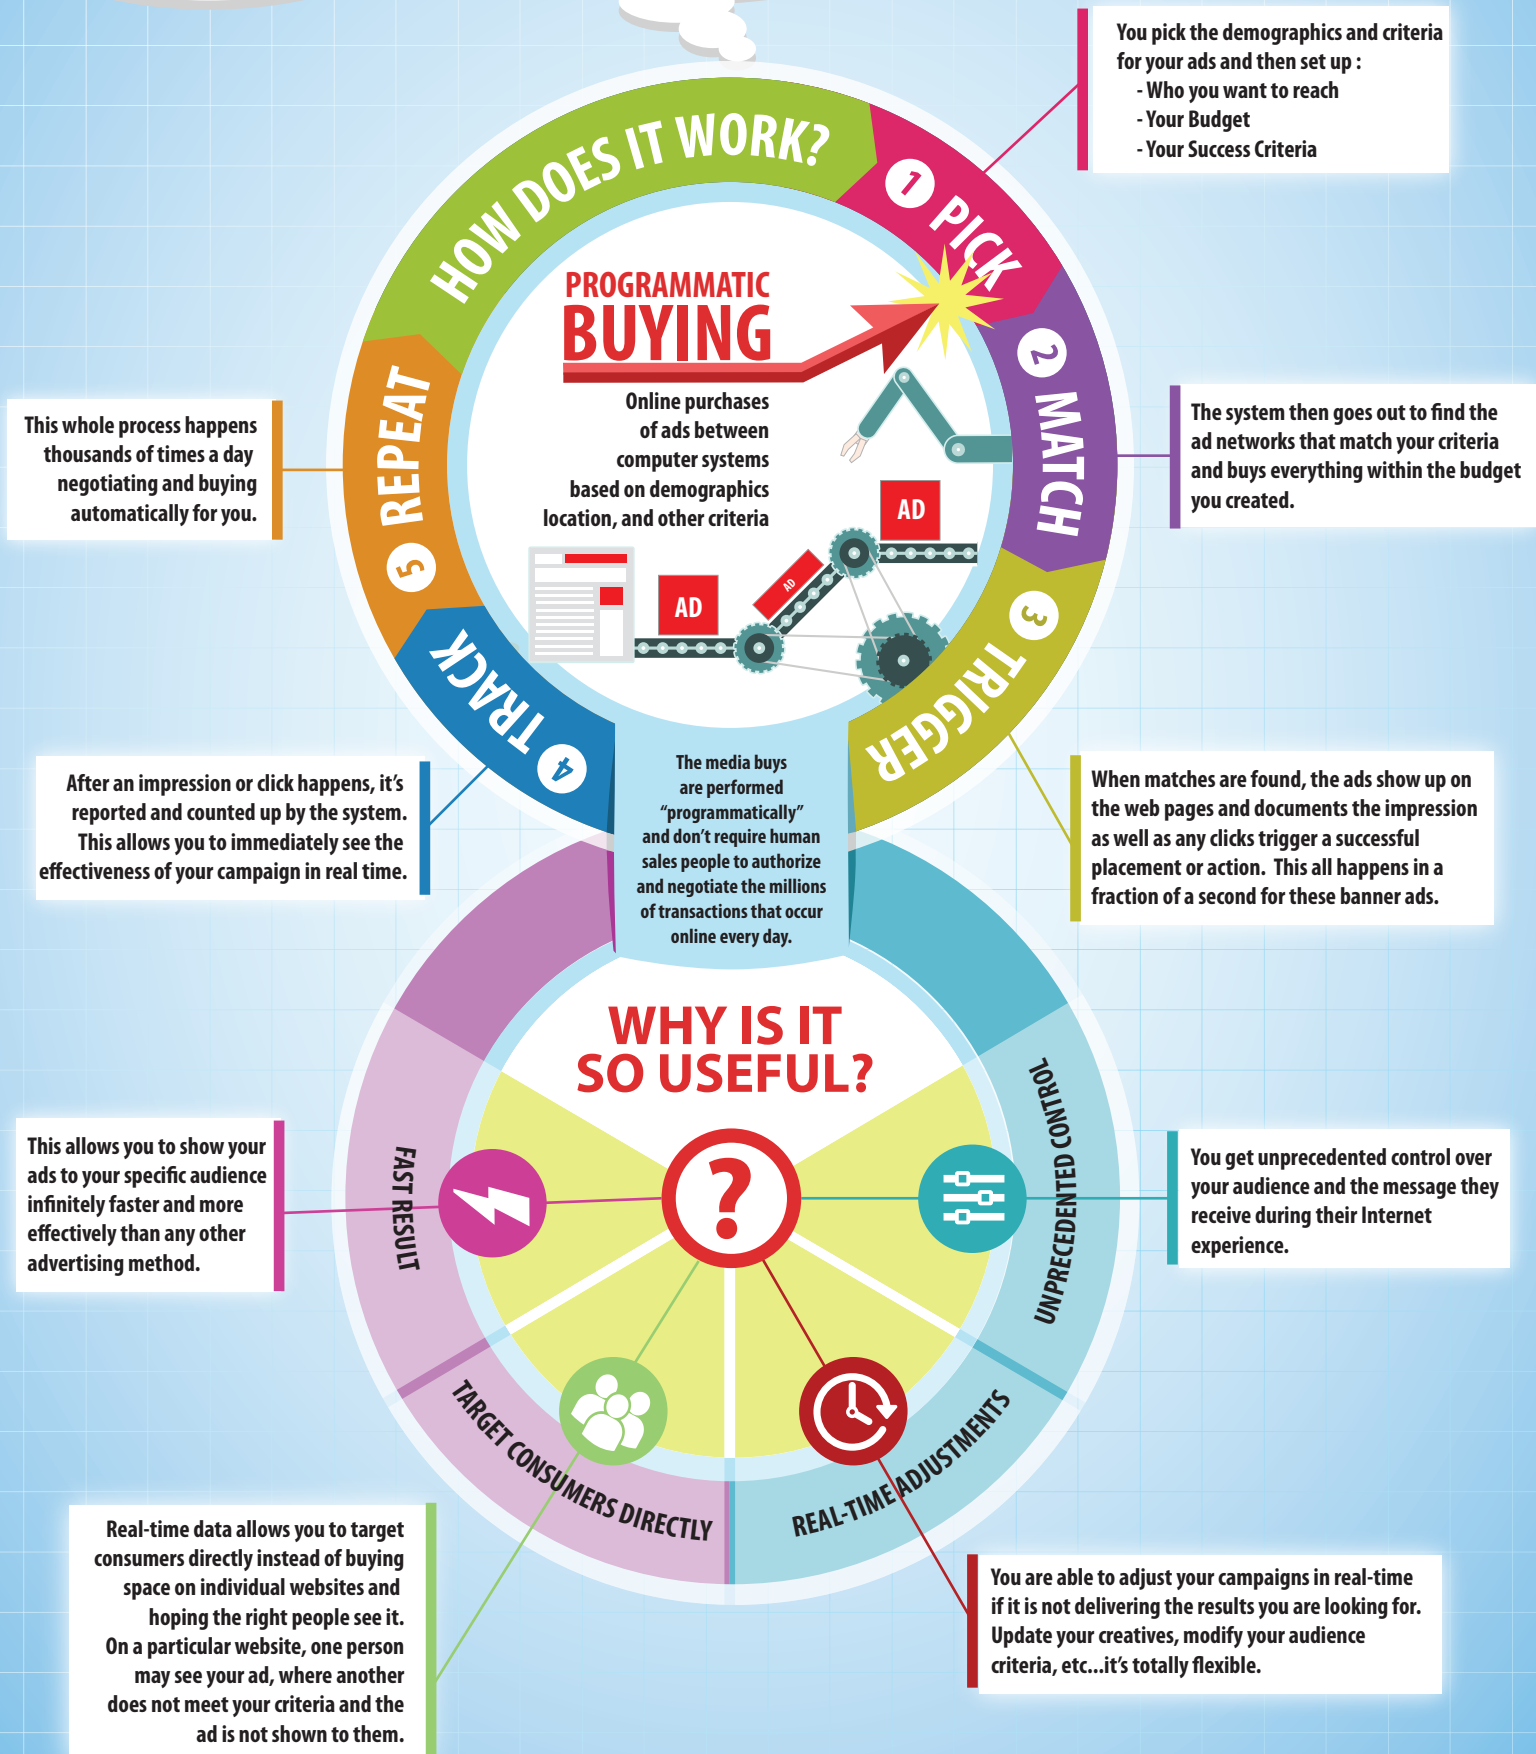 HOW DOES IT WORK?
1 PICK
You pick the demographics and criteria
for your ads and then set up :
- Who you want to reach
- Your Budget
- Your Success Criteria
PROGRAMMATIC
BUYING
Online purchases
of ads between
computer systems
based on demographics
location, and other criteria
AD
AD
AD
2 MATCH
The system then goes out to find the
ad networks that match your criteria
and buys everything within the budget
you created.
3 TRIGGER
When matches are found, the ads show up on
the web pages and documents the impression
as well as any clicks trigger a successful
placement or action. This all happens in a
fraction of a second for these banner ads.
4 TRACK
After an impression or click happens, it's
reported and counted up by the system.
This allows you to immediately see the
effectiveness of your campaign in real time.
5 REPEAT
This whole process happens
thousands of times a day
negotiating and buying
automatically for you.
The media buys
are performed
“programmatically”
and don't require human
sales people to authorize
and negotiate the millions
of transactions that occur
online every day.
WHY IS IT
SO USEFUL?
?
FAST RESULT
This allows you to show your
ads to your specific audience
infinitely faster and more
effectively than any other
advertising method.
UNPRECEDENTED CONTROL
You get unprecedented control over
your audience and the message they
receive during their Internet
experience.
TARGET CONSUMERS DIRECTLY
Real-time data allows you to target
consumers directly instead of buying
space on individual websites and
hoping the right people see it.
On a particular website, one person
may see your ad, where another
does not meet your criteria and the
ad is not shown to them.
REAL-TIME ADJUSTMENTS
You are able to adjust your campaigns in real-time
if it is not delivering the results you are looking for.
Update your creatives, modify your audience
criteria, etc...it's totally flexible.